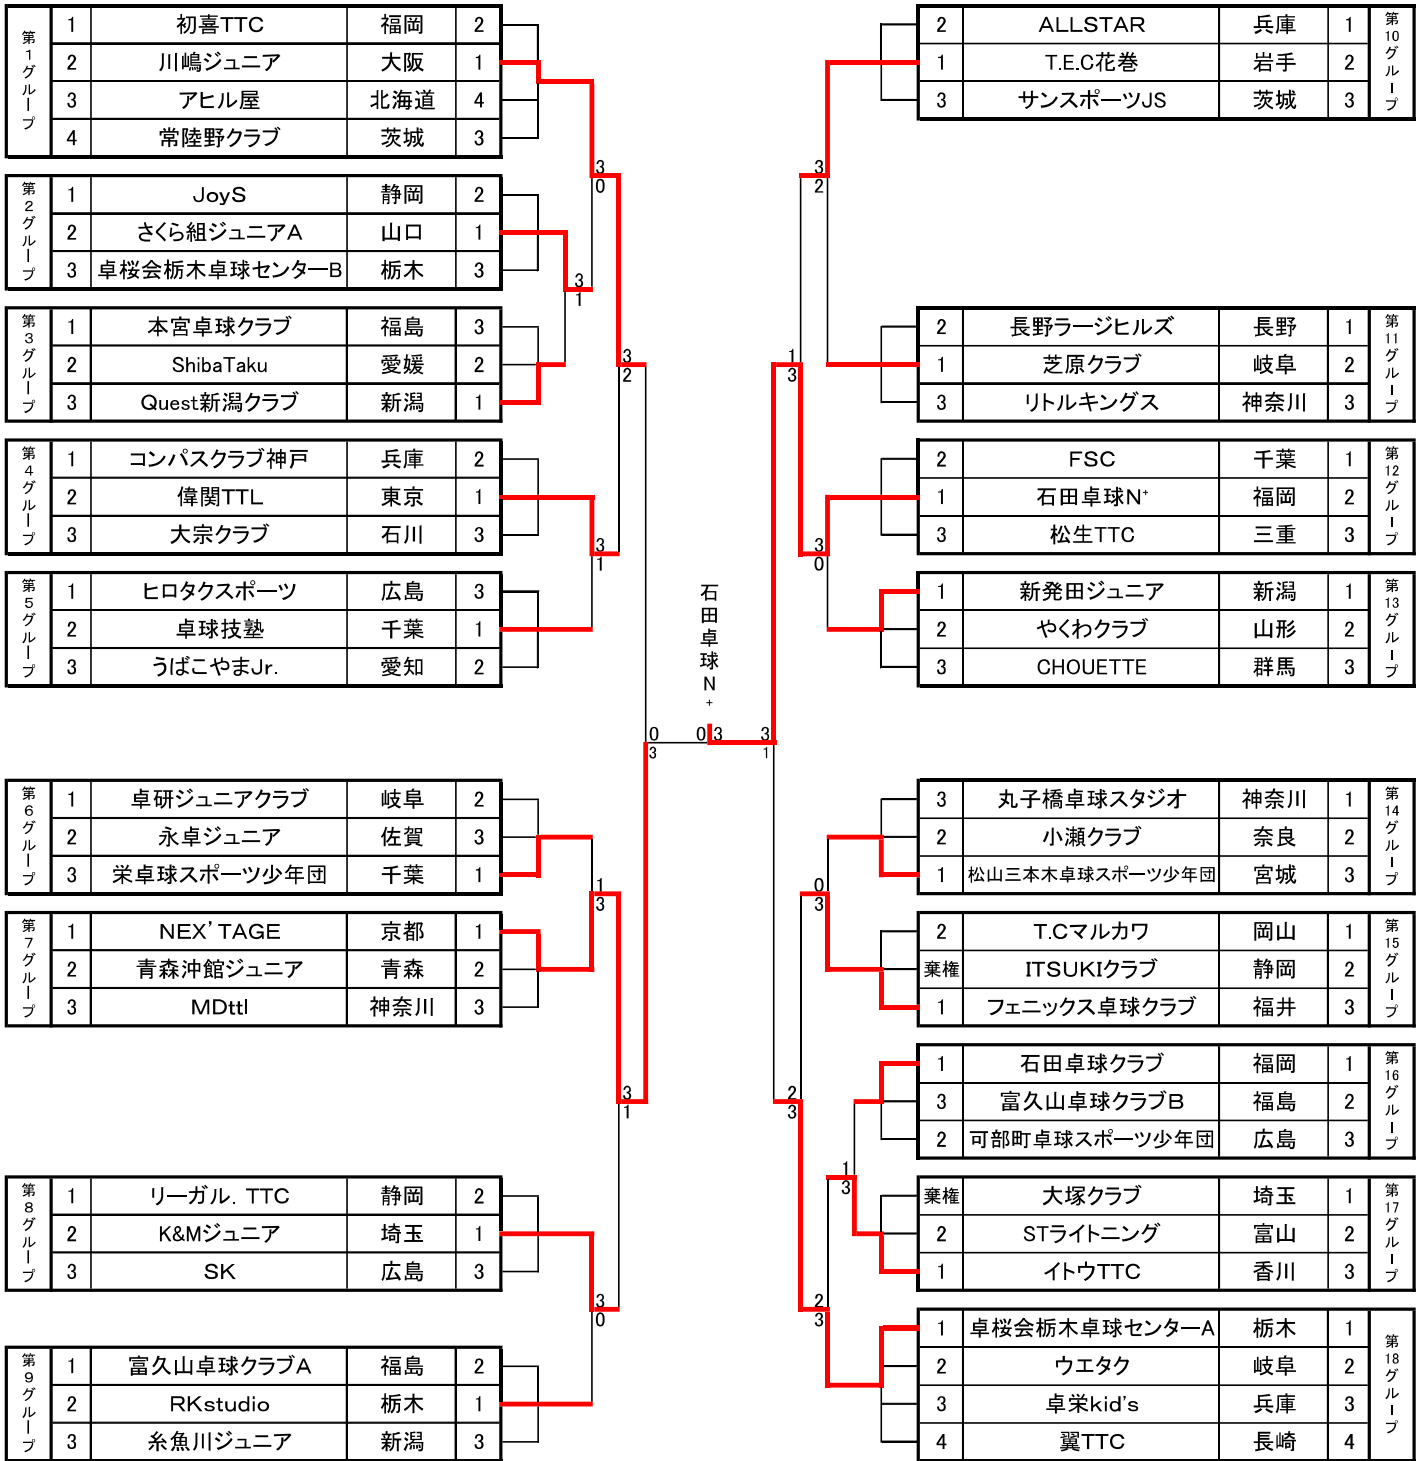 第1グループ
1 初喜TTC 福岡 2
2 川嶋ジュニア 大阪 1
3 アヒル屋 北海道 4
4 常陸野クラブ 茨城 3
第2グループ
1 JoyS 静岡 2
2 さくら組ジュニアA 山口 1
3 卓桜会栃木卓球センターB 栃木 3
第3グループ
1 本宮卓球クラブ 福島 3
2 ShibaTaku 愛媛 2
3 Quest新潟クラブ 新潟 1
第4グループ
1 コンパスクラブ神戸 兵庫 2
2 偉関TTL 東京 1
3 大宗クラブ 石川 3
第5グループ
1 ヒロタクスポーツ 広島 3
2 卓球技塾 千葉 1
3 うばこやまJr. 愛知 2
第6グループ
1 卓研ジュニアクラブ 岐阜 2
2 永卓ジュニア 佐賀 3
3 栄卓球スポーツ少年団 千葉 1
第7グループ
1 NEX'TAGE 京都 1
2 青森沖館ジュニア 青森 2
3 MDttl 神奈川 3
第8グループ
1 リーガル. TTC 静岡 2
2 K&Mジュニア 埼玉 1
3 SK 広島 3
第9グループ
1 富久山卓球クラブA 福島 2
2 RKstudio 栃木 1
3 糸魚川ジュニア 新潟 3
3
0
3
1
3
2
3
1
0
3
1
3
3
1
3
0
石田卓球N+
0 3
3
1
3
2
1
3
3
0
0
3
2
3
1
3
2
3
2 ALLSTAR 兵庫 1
1 T.E.C花巻 岩手 2
3 サンスポーツJS 茨城 3
第10グループ
2 長野ラージヒルズ 長野 1
1 芝原クラブ 岐阜 2
3 リトルキングス 神奈川 3
第11グループ
2 FSC 千葉 1
1 石田卓球N+ 福岡 2
3 松生TTC 三重 3
第12グループ
1 新発田ジュニア 新潟 1
2 やくわクラブ 山形 2
3 CHOUETTE 群馬 3
第13グループ
3 丸子橋卓球スタジオ 神奈川 1
2 小瀬クラブ 奈良 2
1 松山三本木卓球スポーツ少年団 宮城 3
第14グループ
2 T.Cマルカワ 岡山 1
棄権 ITSUKIクラブ 静岡 2
1 フェニックス卓球クラブ 福井 3
第15グループ
1 石田卓球クラブ 福岡 1
3 富久山卓球クラブB 福島 2
2 可部町卓球スポーツ少年団 広島 3
第16グループ
棄権 大塚クラブ 埼玉 1
2 STライトニング 富山 2
1 イトウTTC 香川 3
第17グループ
1 卓桜会栃木卓球センターA 栃木 1
2 ウエタク 岐阜 2
3 卓栄kid's 兵庫 3
4 翼TTC 長崎 4
第18グループ